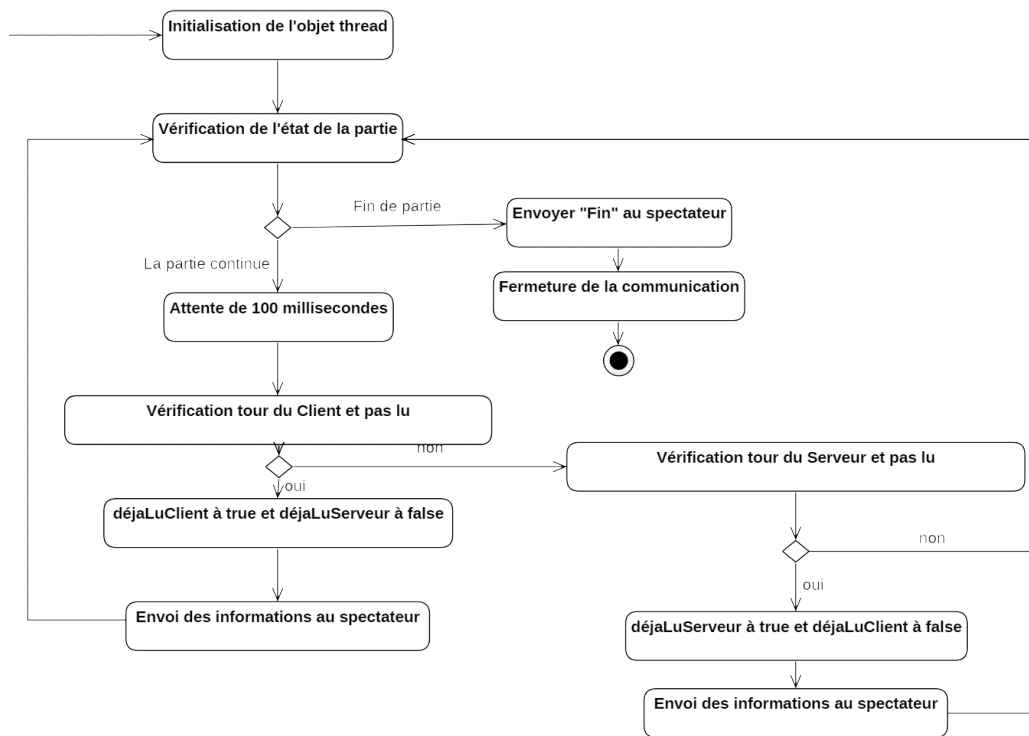 Initialisation de l'objet thread
Vérification de l'état de la partie
Fin de partie
Envoyer "Fin" au spectateur
La partie continue
Fermeture de la communication
Attente de 100 millisecondes
Vérification tour du Client et pas lu
non
Vérification tour du Serveur et pas lu
oui
déjaLuClient à true et déjaLuServeur à false
non
oui
Envoi des informations au spectateur
déjaLuServeur à true et déjaLuClient à false
Envoi des informations au spectateur